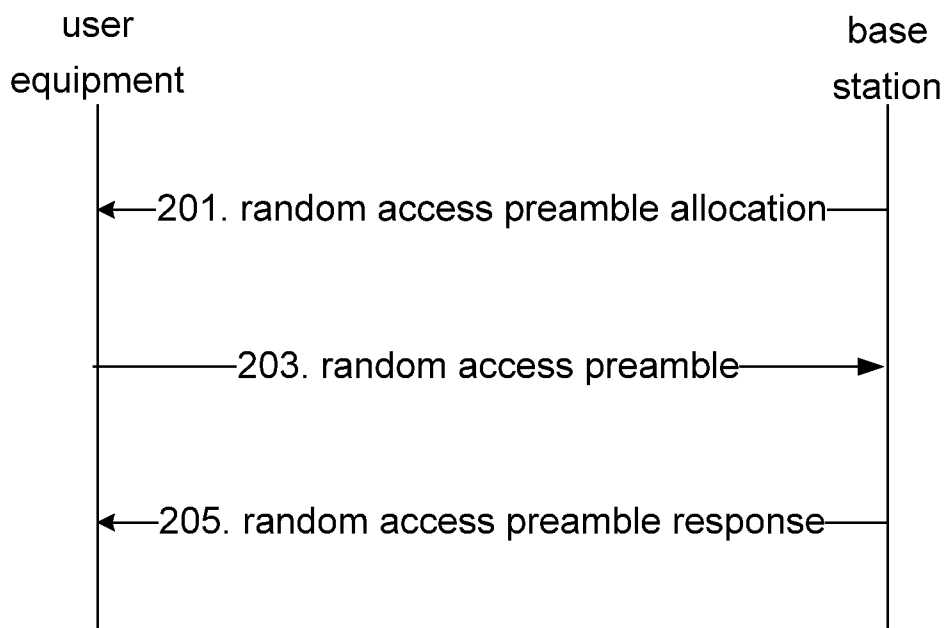 user
equipment
base
station
201. random access preamble allocation
203. random access preamble
205. random access preamble response